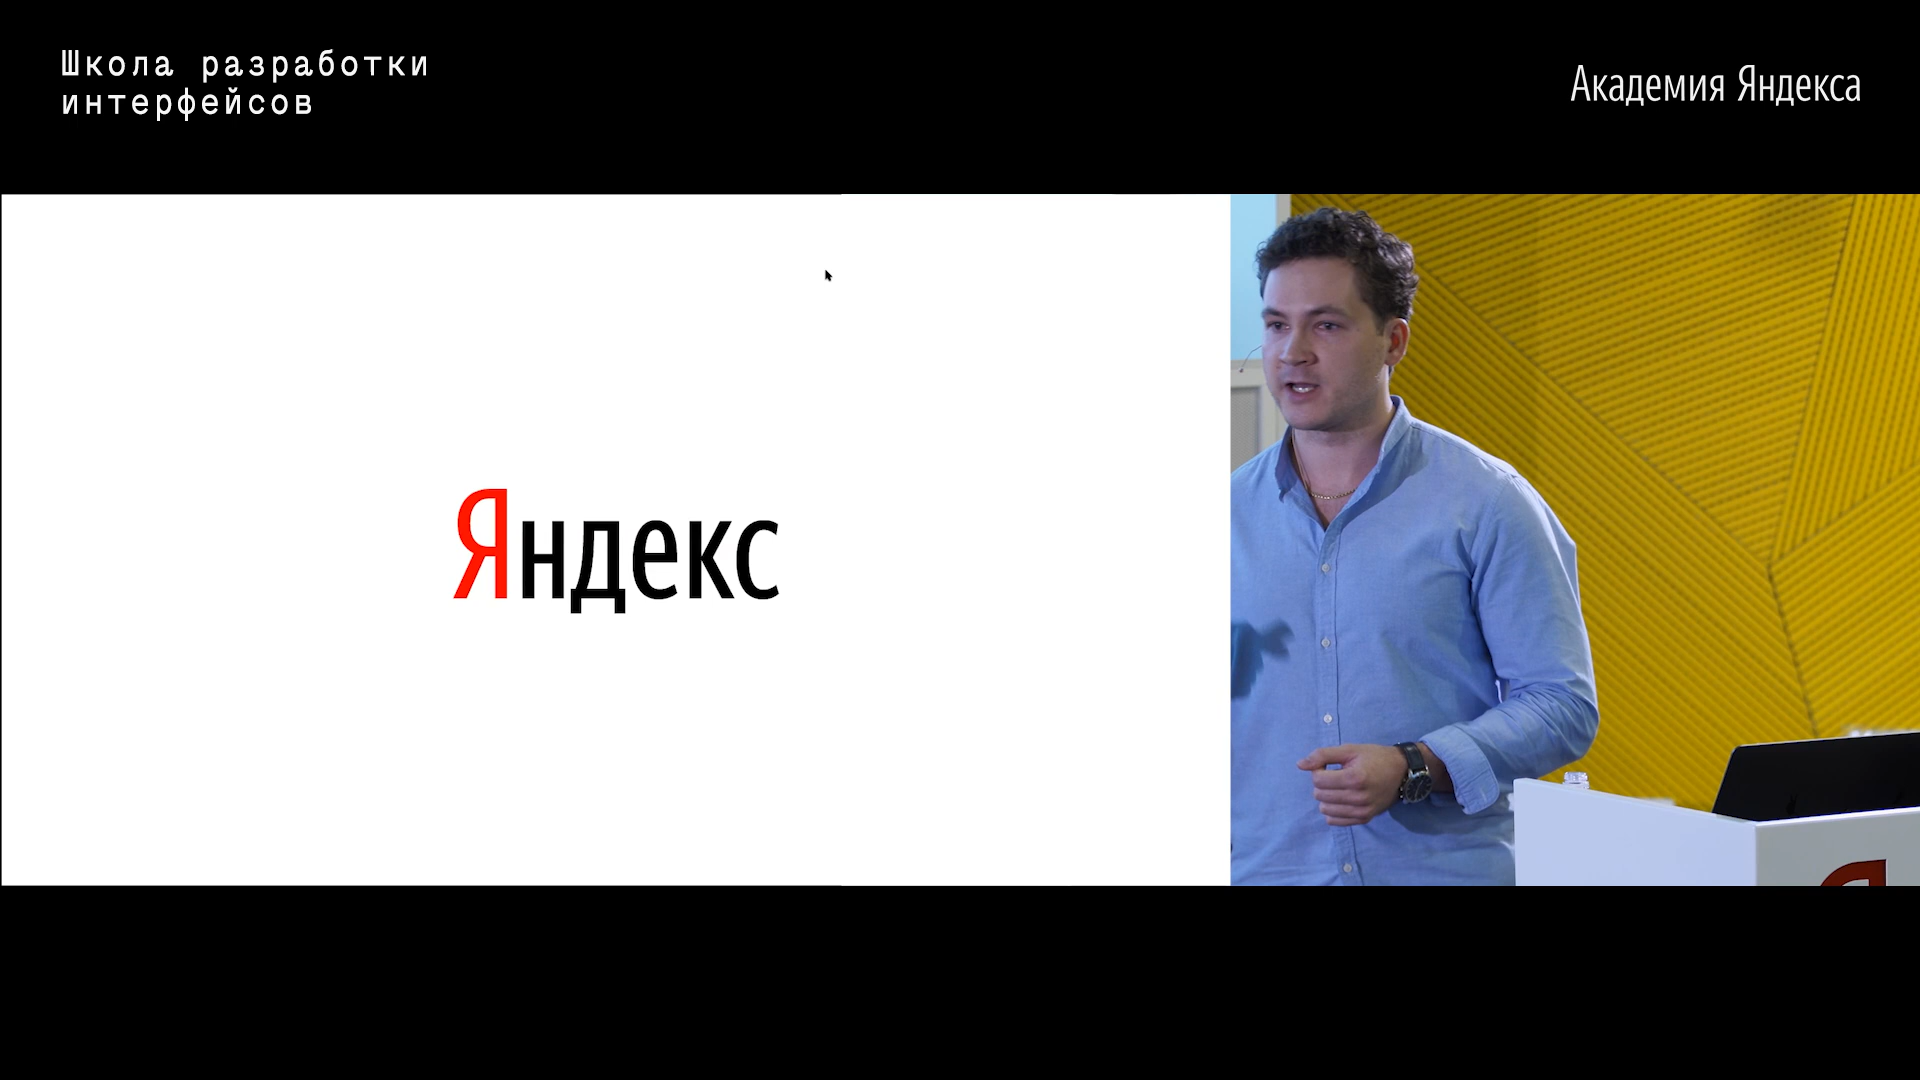 Школа разработки
интерфейсов
Академия Яндекса
Яндекс
Я